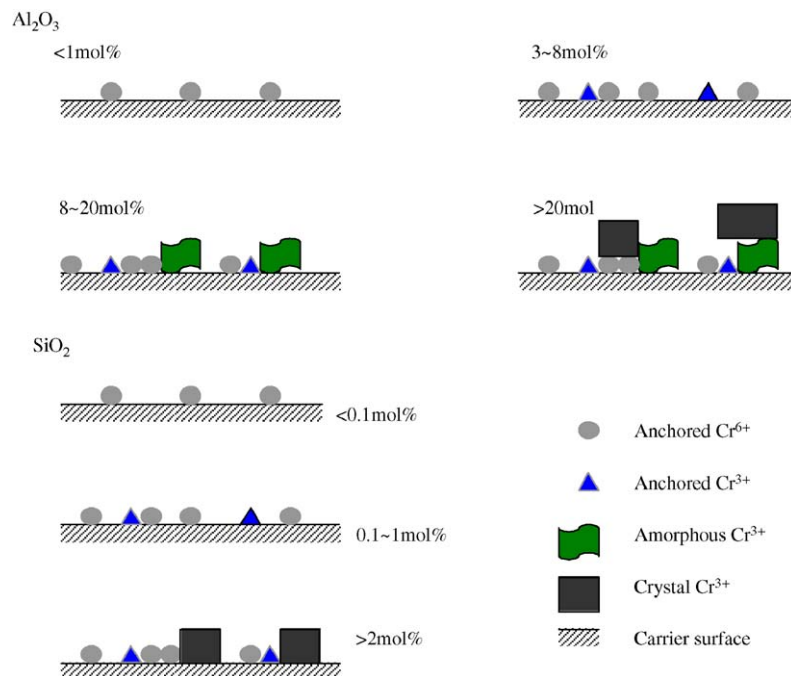 Al₂O₃
<1mol%
3~8mol%
8~20mol%
>20mol
SiO₂
<0.1mol%
0.1~1mol%
>2mol%
Anchored Cr⁶⁺
Anchored Cr³⁺
Amorphous Cr³⁺
Crystal Cr³⁺
Carrier surface